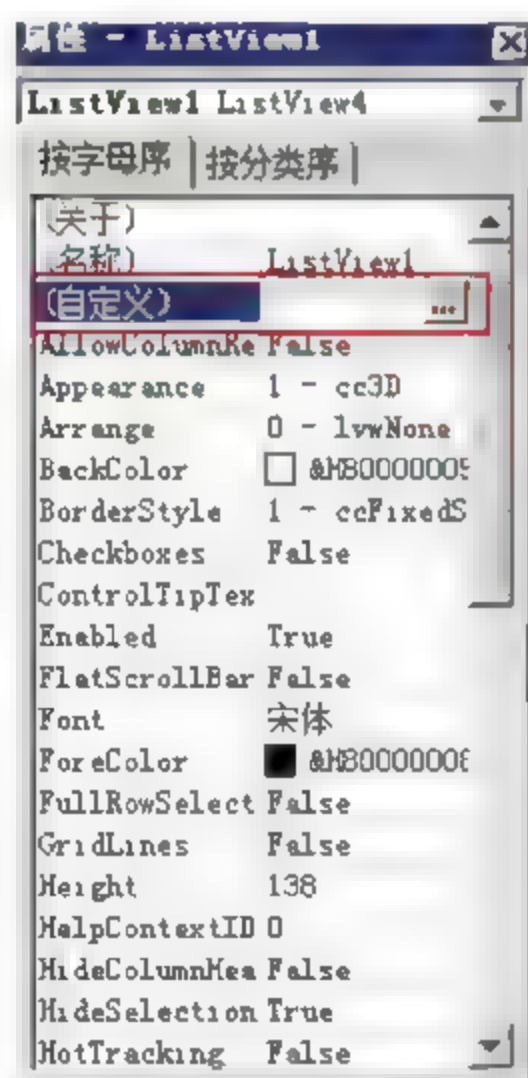 属性 - ListView1
ListView1 ListView4
按字母序 按分类序
(关于)
(名称) ListView1
(自定义) ...
AllowColumnRe False
Appearance 1 - cc3D
Arrange 0 - lvwNone
BackColor &H80000005
BorderStyle 1 - ccFixedS
Checkboxes False
ControlTipTex
Enabled True
FlatScrollBar False
Font 宋体
ForeColor &H80000008
FullRowSelect False
GridLines False
Height 138
HelpContextID 0
HideColumnHea False
HideSelection True
HotTracking False